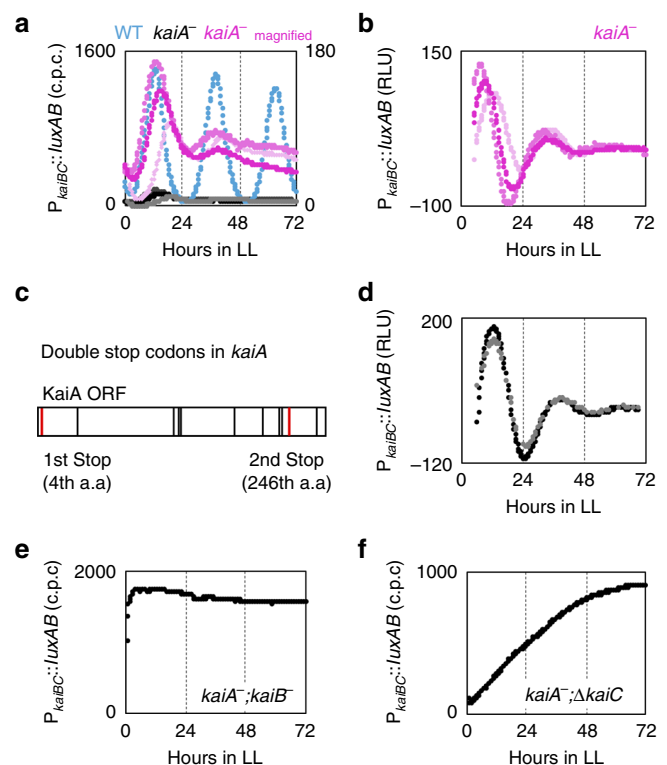 a
WT kaiA⁻ kaiA⁻ magnified
1600
180
P_kaiBC::luxAB (c.p.c.)
0
0
0 24 48 72
Hours in LL
b
kaiA⁻
150
P_kaiBC::luxAB (RLU)
−100
0 24 48 72
Hours in LL
c
Double stop codons in kaiA
KaiA ORF
1st Stop
(4th a.a)
2nd Stop
(246th a.a)
d
200
P_kaiBC::luxAB (RLU)
−120
0 24 48 72
Hours in LL
e
2000
P_kaiBC::luxAB (c.p.c)
0
kaiA⁻;kaiB⁻
0 24 48 72
Hours in LL
f
1000
P_kaiBC::luxAB (c.p.c)
0
kaiA⁻;ΔkaiC
0 24 48 72
Hours in LL